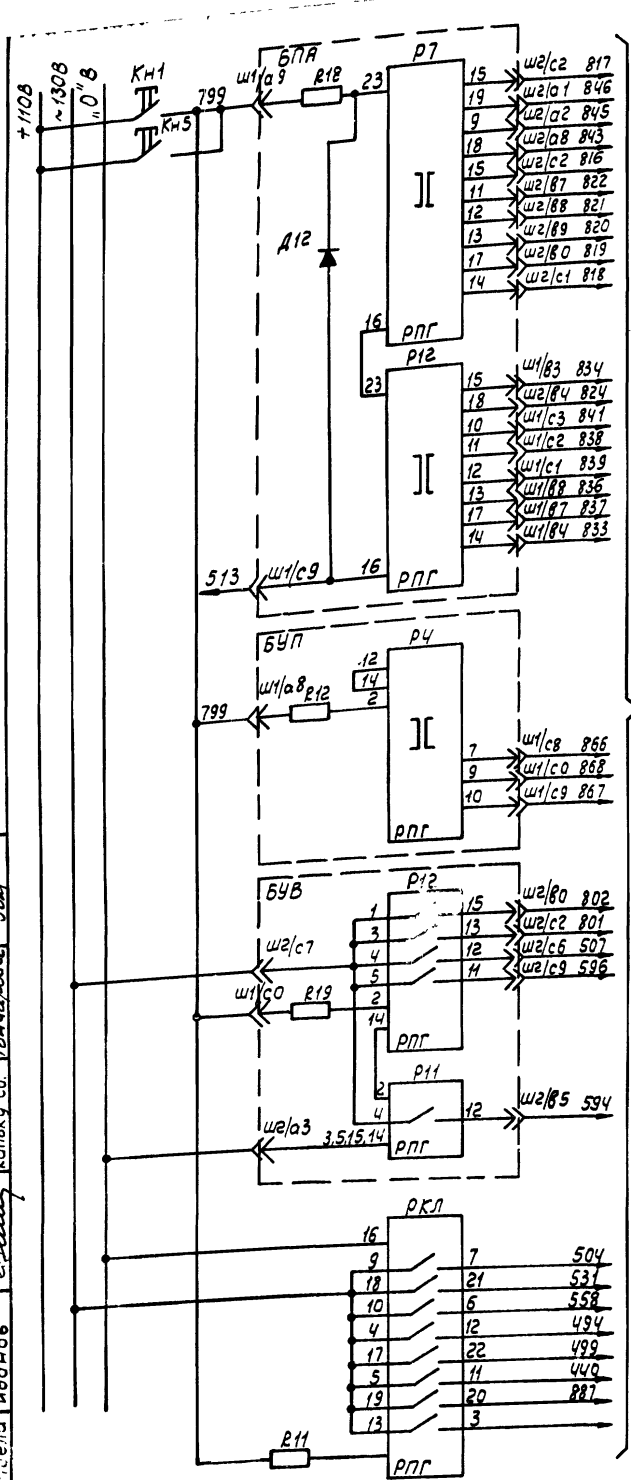 +110В
~130В
„0"В
Кн1
Кн5
799
ш1/а9
БПА
R18
23
Р7
Д12
][
15 ш2/с2 817
19 ш2/а1 846
9 ш2/а2 845
18 ш2/а8 843
15 ш2/с2 816
11 ш2/в7 822
12 ш2/в8 821
13 ш2/в9 820
17 ш2/в0 819
14 ш2/с1 818
16
РПГ
Р12
23
][
15 ш1/в3 834
18 ш2/в4 824
10 ш1/с3 841
11 ш1/с2 838
12 ш1/с1 839
13 ш1/в8 836
17 ш1/в7 837
14 ш1/в4 833
513 ш1/с9
16
РПГ
БУП
Р4
12
14
2
799
ш1/а8
R12
][
7 ш1/с8 866
9 ш1/с0 868
10 ш1/с9 867
РПГ
БУВ
Р12
1 15 ш2/в0 802
3 13 ш2/с2 801
4 12 ш2/с6 507
5 11 ш2/с9 596
ш2/с7
ш1/с0
R19
2
14
РПГ
Р11
2
4 12 ш2/в5 594
ш2/а3
3,5,15,14
РПГ
РКЛ
16
9 7 504
18 21 531
10 6 558
4 12 494
17 22 499
5 11 440
19 20 887
13 3
R11
РПГ